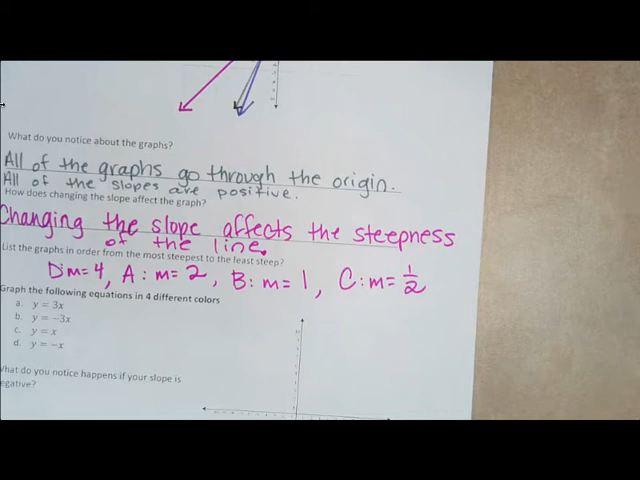 What do you notice about the graphs?
All of the graphs go through the origin.
All of the slopes are positive.
How does changing the slope affect the graph?
Changing the slope affects the steepness
of the line.
List the graphs in order from the most steepest to the least steep?
D: m = 4, A : m = 2, B : m = 1, C : m = 1/2
Graph the following equations in 4 different colors
a. y = 3x
b. y = -3x
c. y = x
d. y = -x
What do you notice happens if your slope is
negative?